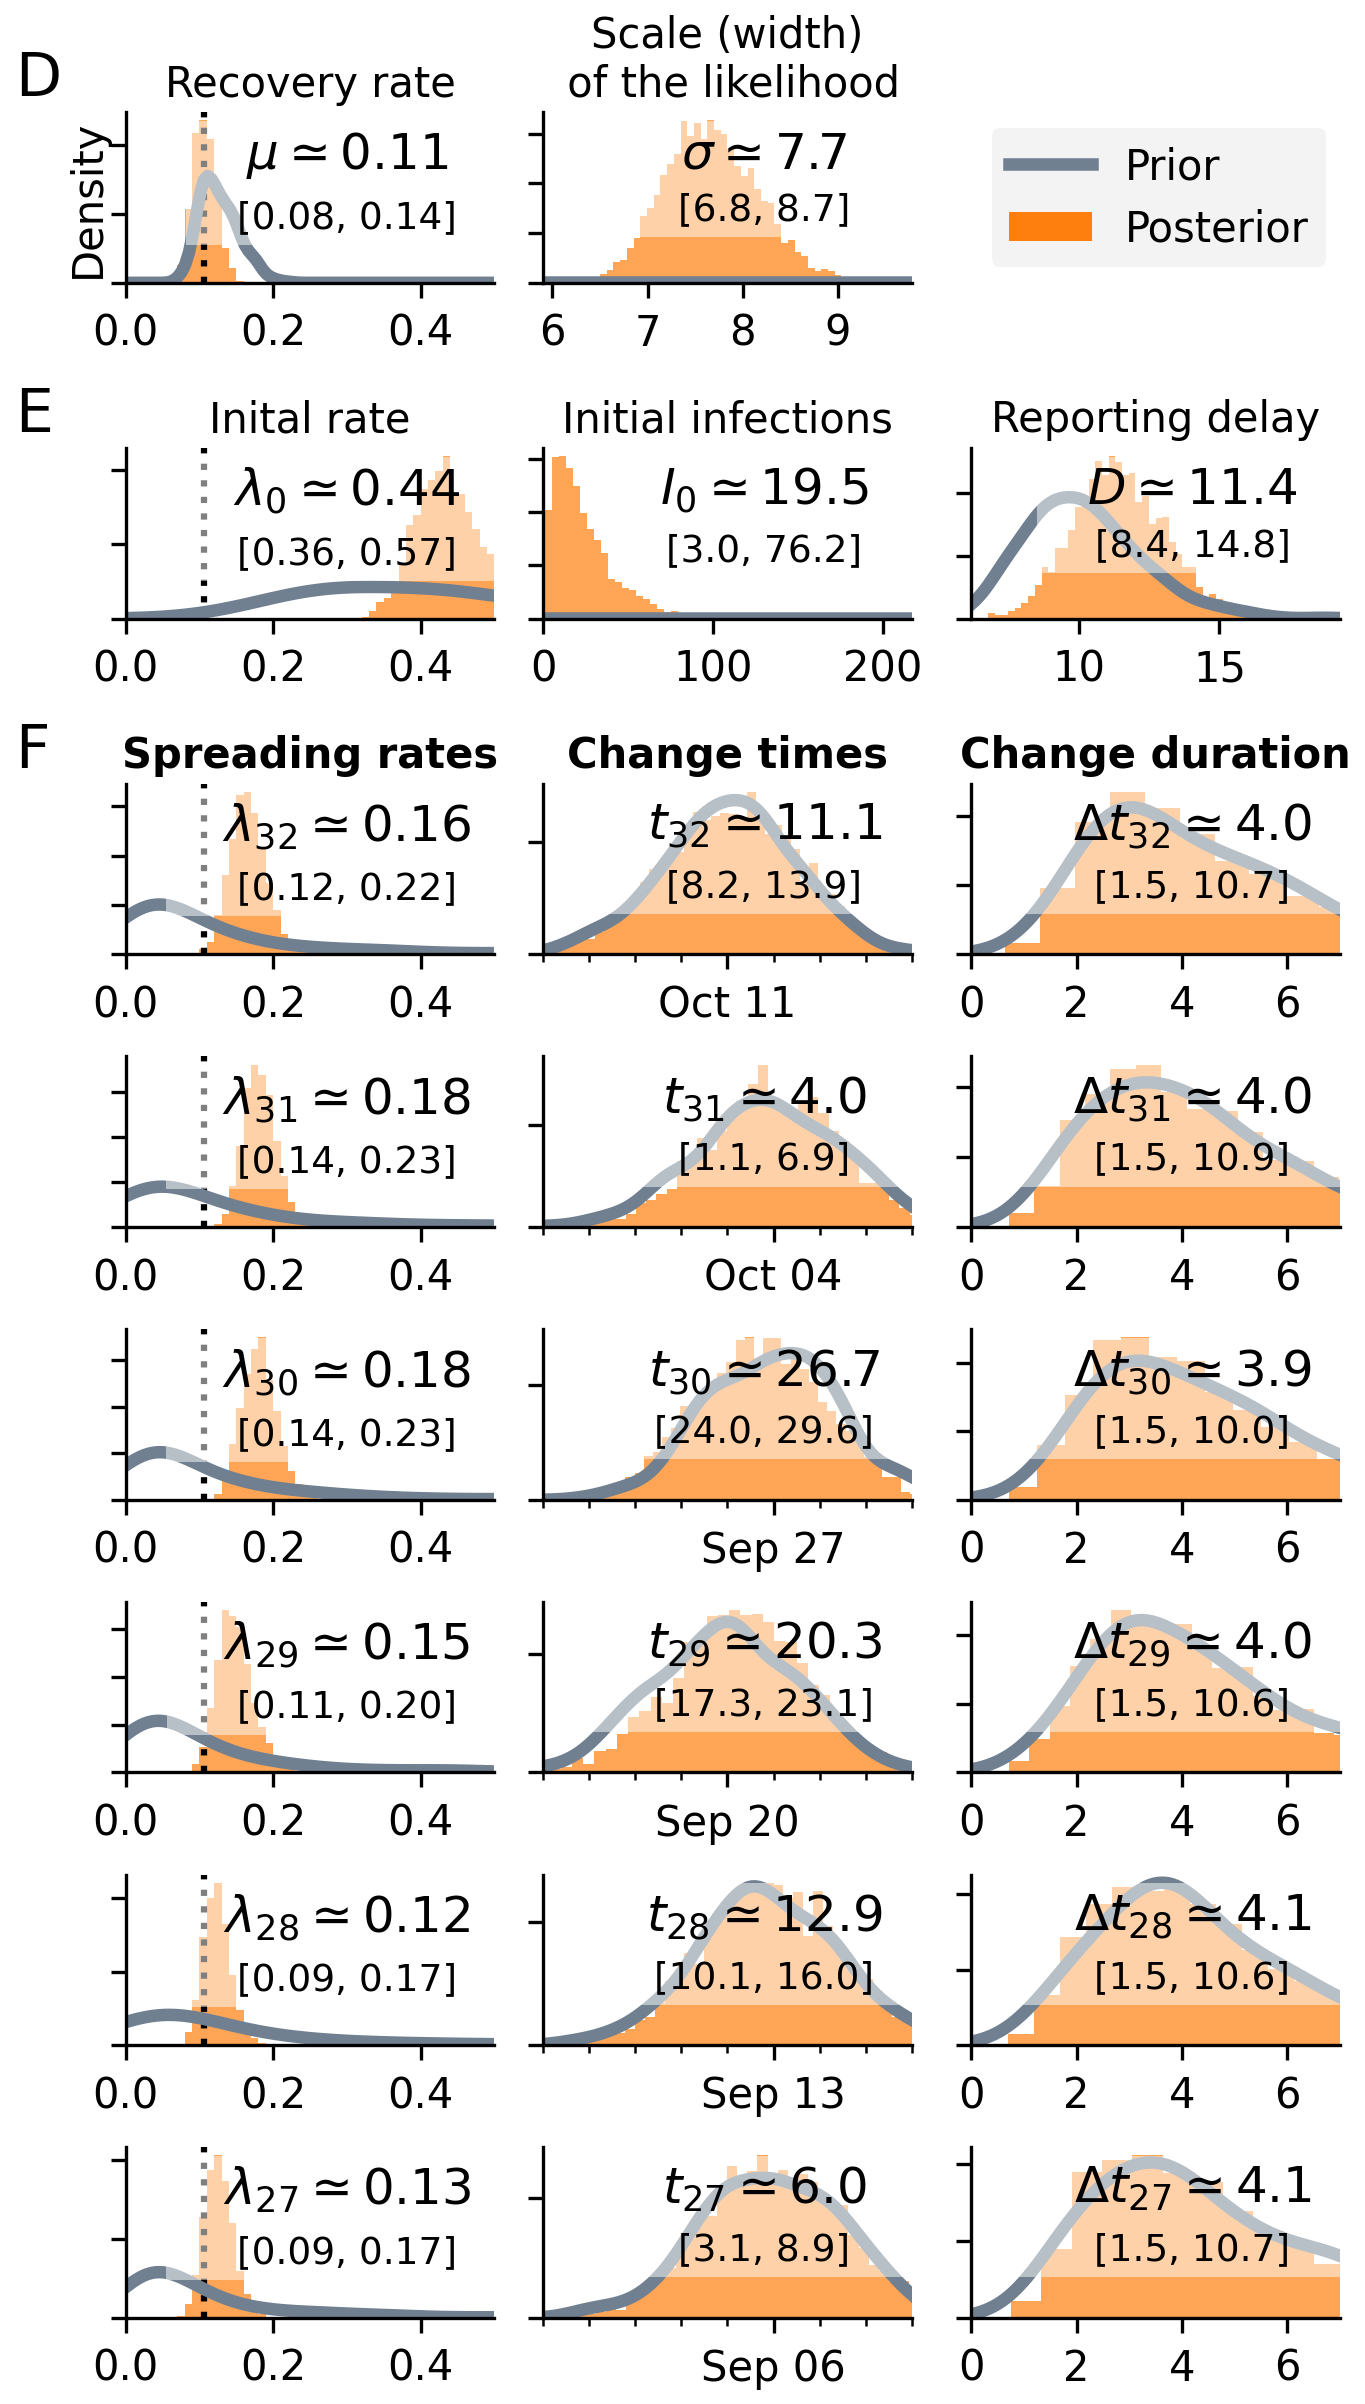 D
Recovery rate
Scale (width)
of the likelihood
Density
μ ≃ 0.11
[0.08, 0.14]
0.0 0.2 0.4
σ ≃ 7.7
[6.8, 8.7]
6 7 8 9
Prior
Posterior
E
Inital rate
λ0 ≃ 0.44
[0.36, 0.57]
0.0 0.2 0.4
Initial infections
I0 ≃ 19.5
[3.0, 76.2]
0 100 200
Reporting delay
D ≃ 11.4
[8.4, 14.8]
10 15
F
Spreading rates
Change times
Change duration
λ32 ≃ 0.16
[0.12, 0.22]
0.0 0.2 0.4
t32 ≃ 11.1
[8.2, 13.9]
Oct 11
Δt32 ≃ 4.0
[1.5, 10.7]
0 2 4 6
λ31 ≃ 0.18
[0.14, 0.23]
0.0 0.2 0.4
t31 ≃ 4.0
[1.1, 6.9]
Oct 04
Δt31 ≃ 4.0
[1.5, 10.9]
0 2 4 6
λ30 ≃ 0.18
[0.14, 0.23]
0.0 0.2 0.4
t30 ≃ 26.7
[24.0, 29.6]
Sep 27
Δt30 ≃ 3.9
[1.5, 10.0]
0 2 4 6
λ29 ≃ 0.15
[0.11, 0.20]
0.0 0.2 0.4
t29 ≃ 20.3
[17.3, 23.1]
Sep 20
Δt29 ≃ 4.0
[1.5, 10.6]
0 2 4 6
λ28 ≃ 0.12
[0.09, 0.17]
0.0 0.2 0.4
t28 ≃ 12.9
[10.1, 16.0]
Sep 13
Δt28 ≃ 4.1
[1.5, 10.6]
0 2 4 6
λ27 ≃ 0.13
[0.09, 0.17]
0.0 0.2 0.4
t27 ≃ 6.0
[3.1, 8.9]
Sep 06
Δt27 ≃ 4.1
[1.5, 10.7]
0 2 4 6